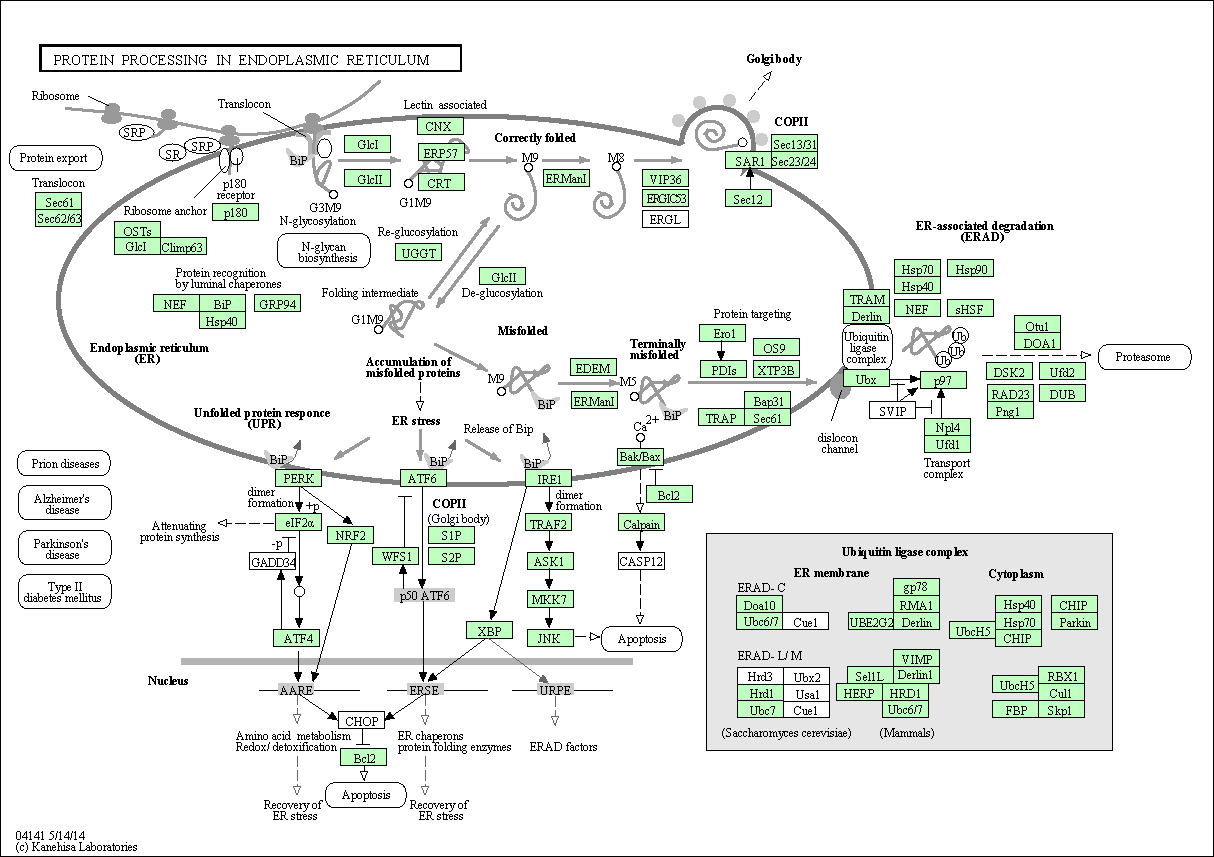 PROTEIN PROCESSING IN ENDOPLASMIC RETICULUM
Golgi body
Ribosome
SRP
SR
SRP
Translocon
BiP
Lectin associated
CNX
GlcI
ERP57
GlcII
CRT
G1M9
Correctly folded
M9
ERManI
M8
VIP36
ERGIC53
ERGL
COPII
Sec13/31
SAR1
Sec23/24
Sec12
Protein export
Translocon
Sec61
Sec62/63
p180
receptor
p180
Ribosome anchor
OSTs
GlcI
Climp63
G3M9
N-glycosylation
N-glycan
biosynthesis
Re-glucosylation
UGGT
GlcII
De-glucosylation
Protein recognition
by luminal chaperones
NEF
BiP
GRP94
Hsp40
Folding intermediate
G1M9
Endoplasmic reticulum
(ER)
Misfolded
Accumulation of
misfolded proteins
M9
BiP
EDEM
ERManI
Terminally
misfolded
M5
BiP
Protein targeting
Ero1
OS9
PDIs
XTP3B
Bap31
TRAP
Sec61
ER-associated degradation
(ERAD)
Hsp70
Hsp90
Hsp40
TRAM
Derlin
NEF
sHSF
Ubiquitin
ligase
complex
Ub
Ub
Ub
Otu1
DOA1
Proteasome
Ubx
p97
DSK2
Ufd2
RAD23
DUB
Png1
SVIP
Npl4
Ufd1
Transport
complex
dislocon
channel
Unfolded protein responce
(UPR)
ER stress
Release of Bip
Ca2+
Bak/Bax
Bcl2
BiP
BiP
BiP
PERK
ATF6
IRE1
dimer
formation
+p
eIF2α
Attenuating
protein synthesis
-p
GADD34
NRF2
WFS1
COPII
(Golgi body)
S1P
S2P
p50 ATF6
dimer
formation
TRAF2
ASK1
MKK7
JNK
XBP
ATF4
Calpain
CASP12
Apoptosis
Prion diseases
Alzheimer's
disease
Parkinson's
disease
Type II
diabetes mellitus
Nucleus
AARE
ERSE
URPE
CHOP
Amino acid metabolism
Redox/ detoxification
ER chaperons
protein folding enzymes
ERAD factors
Bcl2
Apoptosis
Recovery of
ER stress
Recovery of
ER stress
Ubiquitin ligase complex
ER membrane
Cytoplasm
ERAD- C
Doa10
Ubc6/7
Cue1
gp78
RMA1
UBE2G2
Derlin
Hsp40
Hsp70
UbcH5
CHIP
CHIP
Parkin
ERAD- L/ M
Hrd3
Ubx2
Hrd1
Usa1
Ubc7
Cue1
VIMP
Sel1L
Derlin1
HERP
HRD1
Ubc6/7
RBX1
UbcH5
Cul1
FBP
Skp1
(Saccharomyces cerevisiae)
(Mammals)
04141 5/14/14
(c) Kanehisa Laboratories